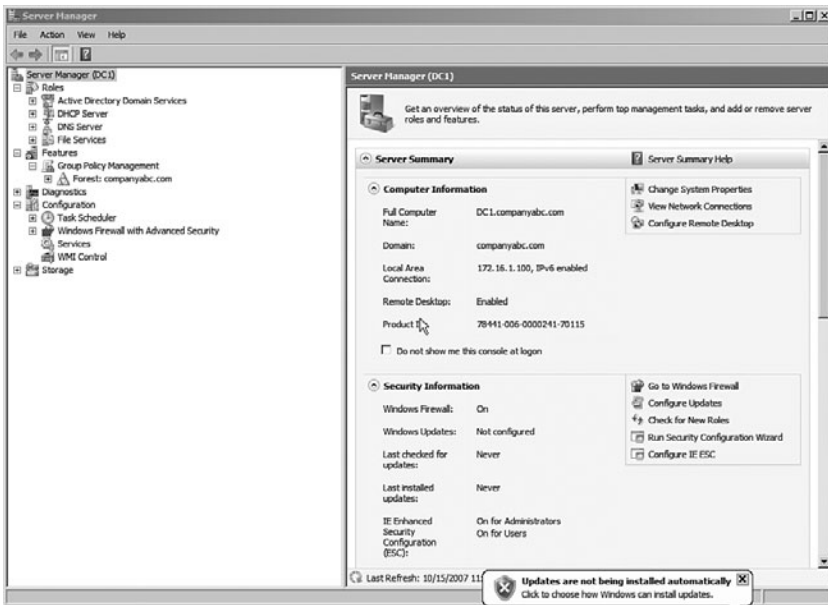 Server Manager
File Action View Help
Server Manager (DC1)
Roles
Active Directory Domain Services
DHCP Server
DNS Server
File Services
Features
Group Policy Management
Forest: companyabc.com
Diagnostics
Configuration
Task Scheduler
Windows Firewall with Advanced Security
Services
WMI Control
Storage
Server Manager (DC1)
Get an overview of the status of this server, perform top management tasks, and add or remove server
roles and features.
Server Summary
Server Summary Help
Computer Information
Full Computer
Name:
DC1.companyabc.com
Domain:
companyabc.com
Local Area
Connection:
172.16.1.100, IPv6 enabled
Remote Desktop:
Enabled
Product
78441-006-0000241-70115
Do not show me this console at logon
Change System Properties
View Network Connections
Configure Remote Desktop
Security Information
Windows Firewall:
On
Windows Updates:
Not configured
Last checked for
updates:
Never
Last installed
updates:
Never
IE Enhanced
Security
Configuration
(ESC):
On for Administrators
On for Users
Go to Windows Firewall
Configure Updates
Check for New Roles
Run Security Configuration Wizard
Configure IE ESC
Last Refresh: 10/15/2007
Updates are not being installed automatically
Click to choose how Windows can install updates.